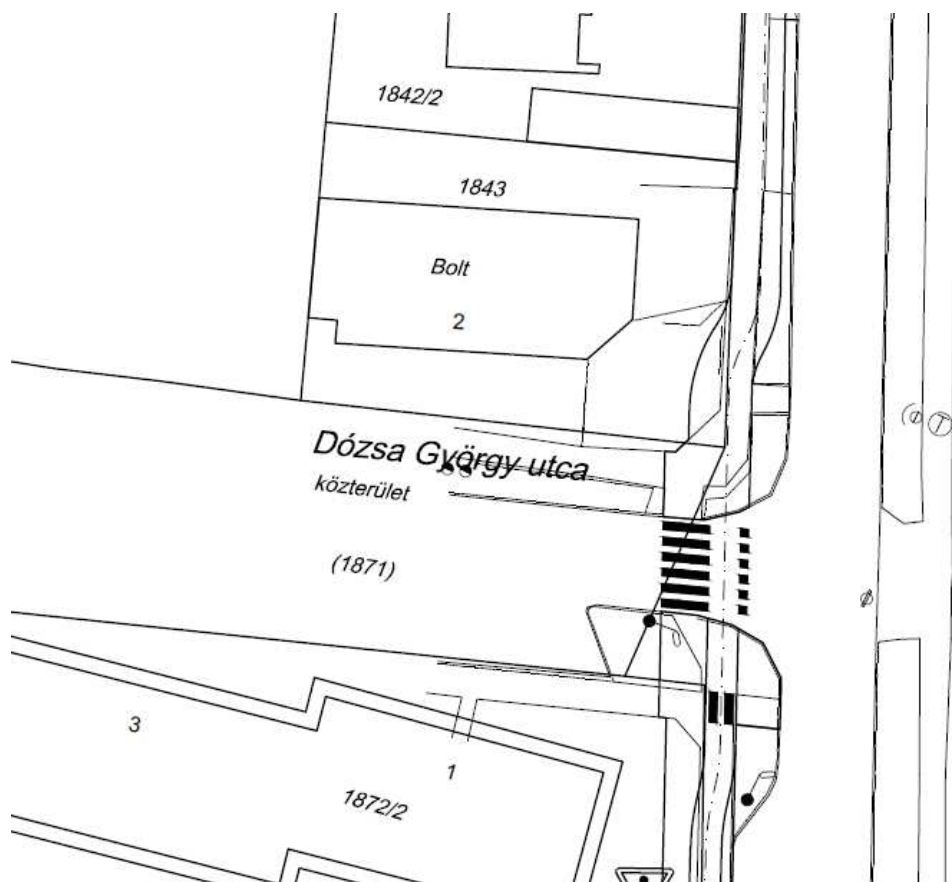 1842/2
1843
Bolt
2
Dózsa György utca
közterület
(1871)
3
1
1872/2
T